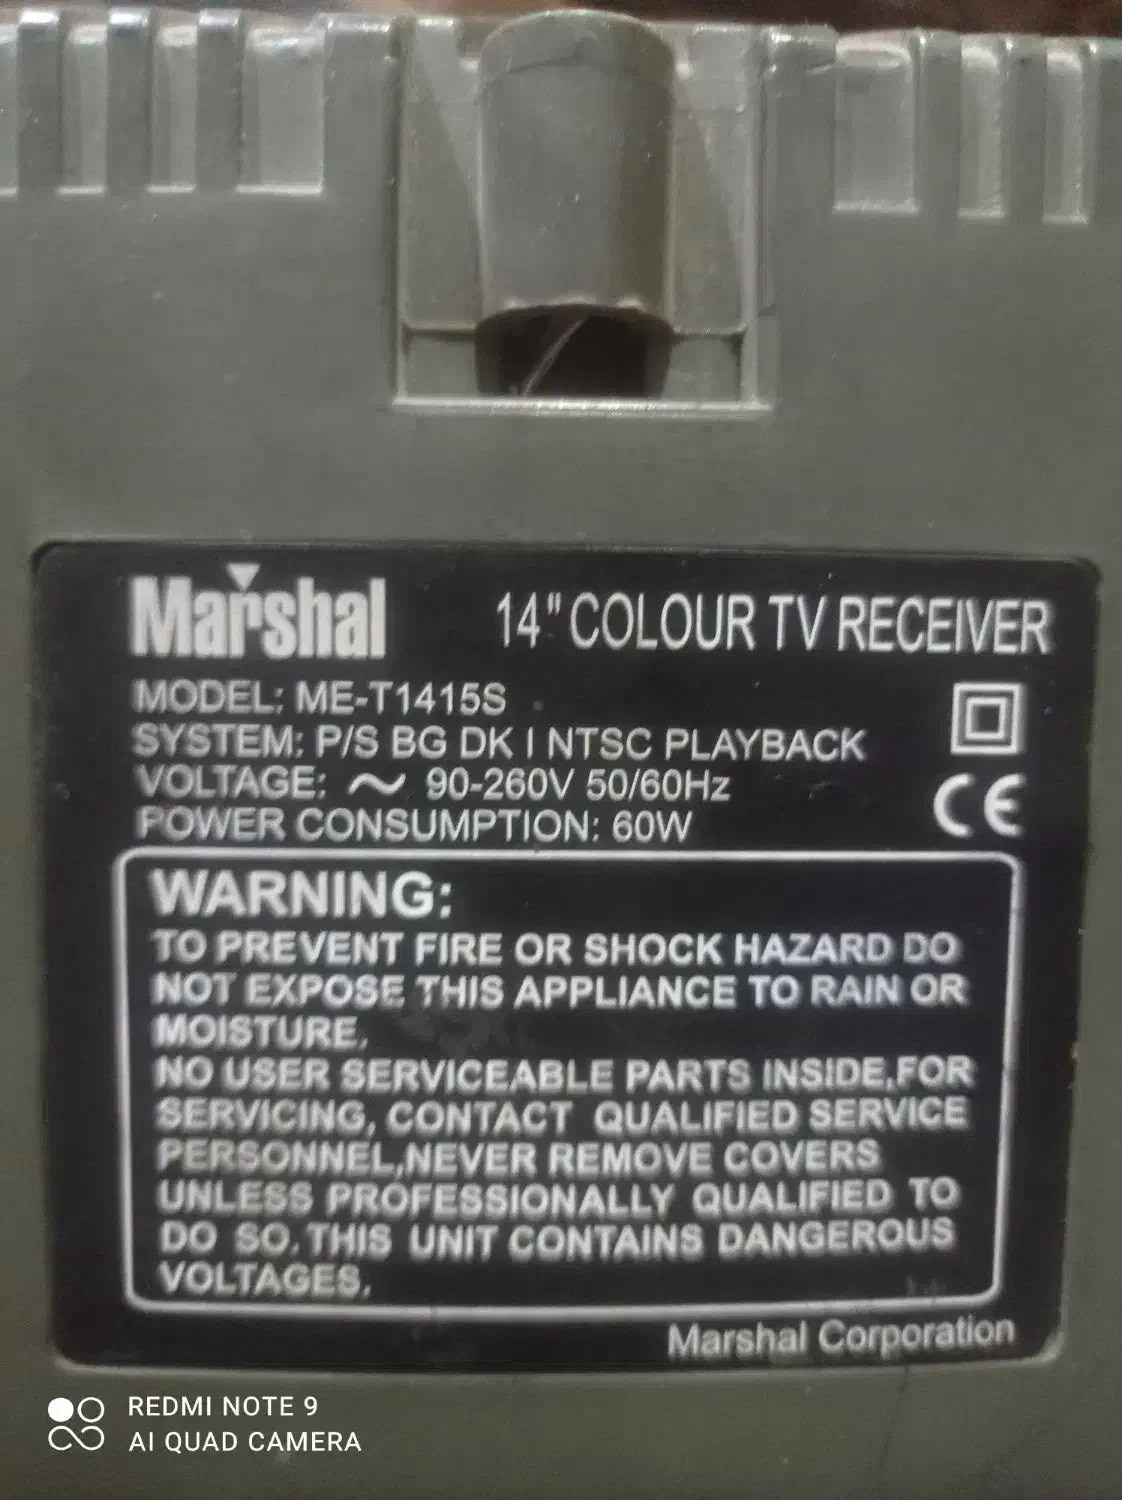 Marshal
14" COLOUR TV RECEIVER
MODEL: ME-T1415S
SYSTEM: P/S BG DK I NTSC PLAYBACK
VOLTAGE: ～ 90-260V 50/60Hz
POWER CONSUMPTION: 60W
CE
WARNING:
TO PREVENT FIRE OR SHOCK HAZARD DO
NOT EXPOSE THIS APPLIANCE TO RAIN OR
MOISTURE.
NO USER SERVICEABLE PARTS INSIDE.FOR
SERVICING, CONTACT QUALIFIED SERVICE
PERSONNEL,NEVER REMOVE COVERS
UNLESS PROFESSIONALLY QUALIFIED TO
DO SO.THIS UNIT CONTAINS DANGEROUS
VOLTAGES.
Marshal Corporation
REDMI NOTE 9
AI QUAD CAMERA